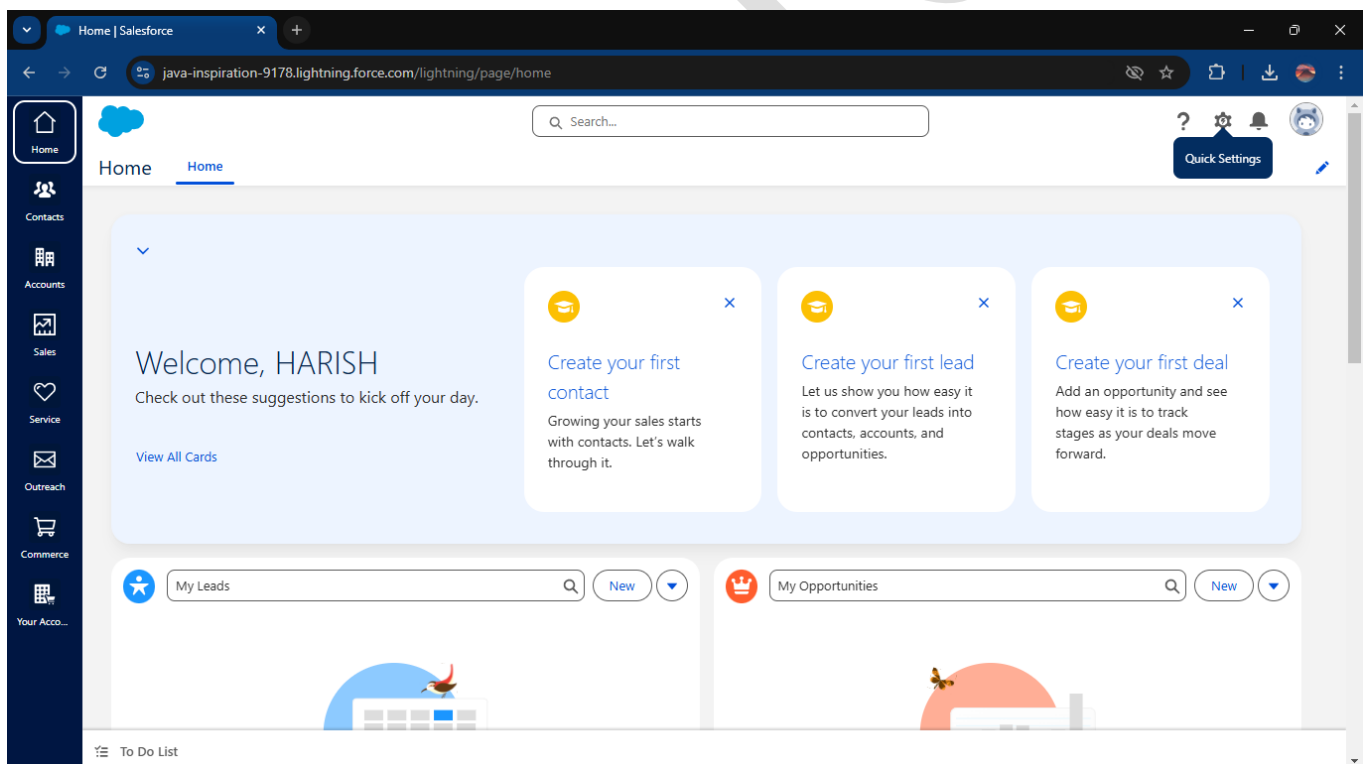 Home | Salesforce
java-inspiration-9178.lightning.force.com/lightning/page/home
Home
Contacts
Accounts
Sales
Service
Outreach
Commerce
Your Acco...
Search...
Quick Settings
Home
Home
Welcome, HARISH
Check out these suggestions to kick off your day.
View All Cards
Create your first
contact
Growing your sales starts
with contacts. Let's walk
through it.
Create your first lead
Let us show you how easy it
is to convert your leads into
contacts, accounts, and
opportunities.
Create your first deal
Add an opportunity and see
how easy it is to track
stages as your deals move
forward.
My Leads
New
My Opportunities
New
To Do List